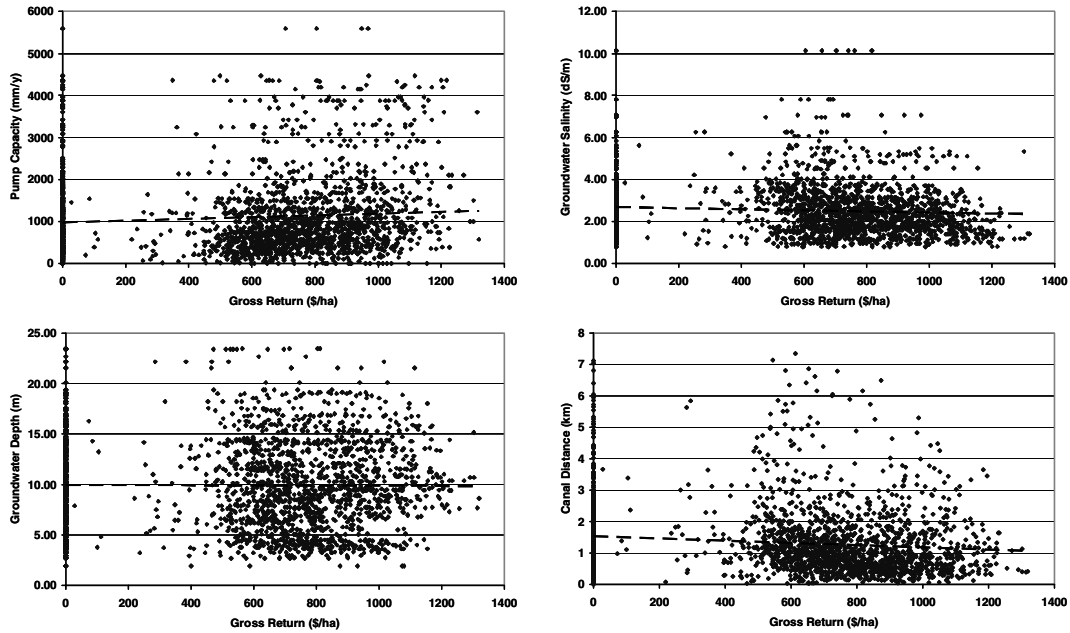 6000
5000
4000
3000
2000
1000
0
Pump Capacity (mm/y)
0 200 400 600 800 1000 1200 1400
Gross Return ($/ha)
12.00
10.00
8.00
6.00
4.00
2.00
0.00
Groundwater Salinity (dS/m)
0 200 400 600 800 1000 1200 1400
Gross Return ($/ha)
25.00
20.00
15.00
10.00
5.00
0.00
Groundwater Depth (m)
0 200 400 600 800 1000 1200 1400
Gross Return ($/ha)
8
7
6
5
4
3
2
1
0
Canal Distance (km)
0 200 400 600 800 1000 1200 1400
Gross Return ($/ha)